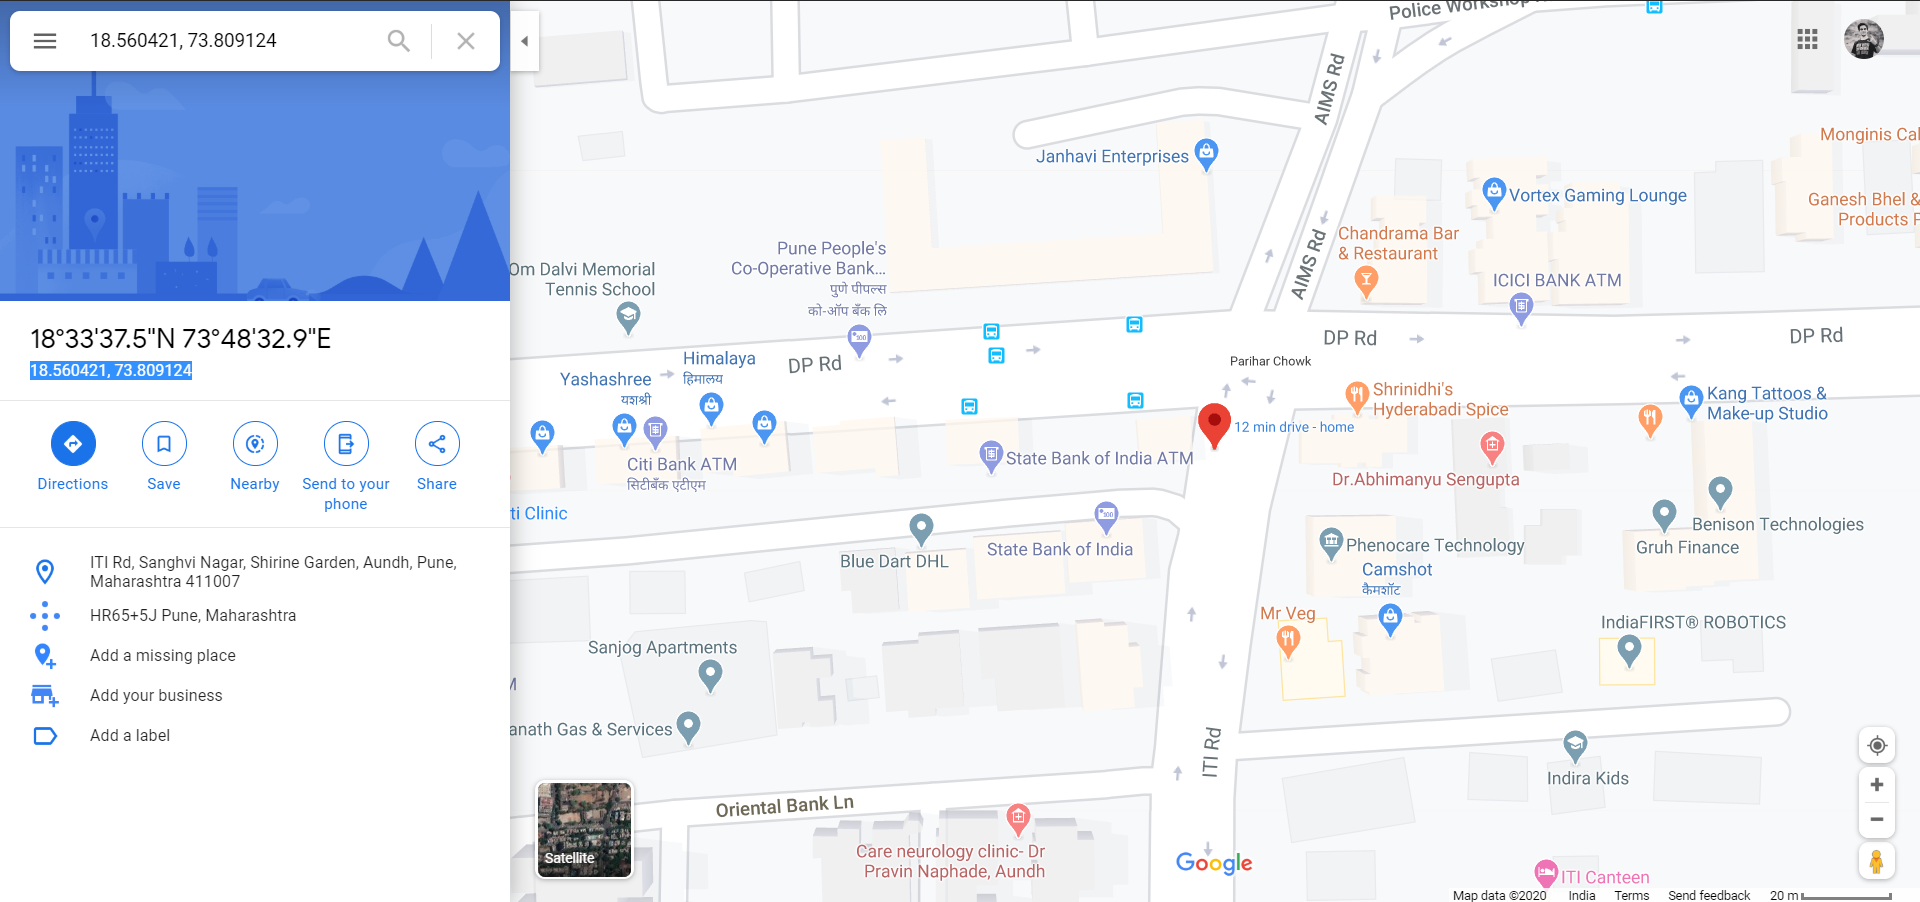 18.560421, 73.809124
18°33'37.5"N 73°48'32.9"E
18.560421, 73.809124
Directions
Save
Nearby
Send to your
phone
Share
ITI Rd, Sanghvi Nagar, Shirine Garden, Aundh, Pune,
Maharashtra 411007
HR65+5J Pune, Maharashtra
Add a missing place
Add your business
Add a label
Police Workshop
AIMS Rd
Janhavi Enterprises
Monginis Cal
Vortex Gaming Lounge
Ganesh Bhel &
Products F
Chandrama Bar
& Restaurant
AIMS Rd
Pune People's
Co-Operative Bank...
पुणे पीपल्स
को-ऑप बँक लि
Om Dalvi Memorial
Tennis School
ICICI BANK ATM
DP Rd
DP Rd
DP Rd
Parihar Chowk
Himalaya
हिमालय
Yashashree
यशश्री
Shrinidhi's
Hyderabadi Spice
Kang Tattoos &
Make-up Studio
12 min drive - home
Citi Bank ATM
सिटीबँक एटीएम
State Bank of India ATM
Dr.Abhimanyu Sengupta
ti Clinic
Blue Dart DHL
State Bank of India
Phenocare Technology
Benison Technologies
Gruh Finance
Camshot
कैमशॉट
Mr Veg
IndiaFIRST® ROBOTICS
Sanjog Apartments
M
anath Gas & Services
ITI Rd
Indira Kids
Oriental Bank Ln
Satellite
Care neurology clinic- Dr
Pravin Naphade, Aundh
Google
ITI Canteen
Map data ©2020 India Terms Send feedback 20 m